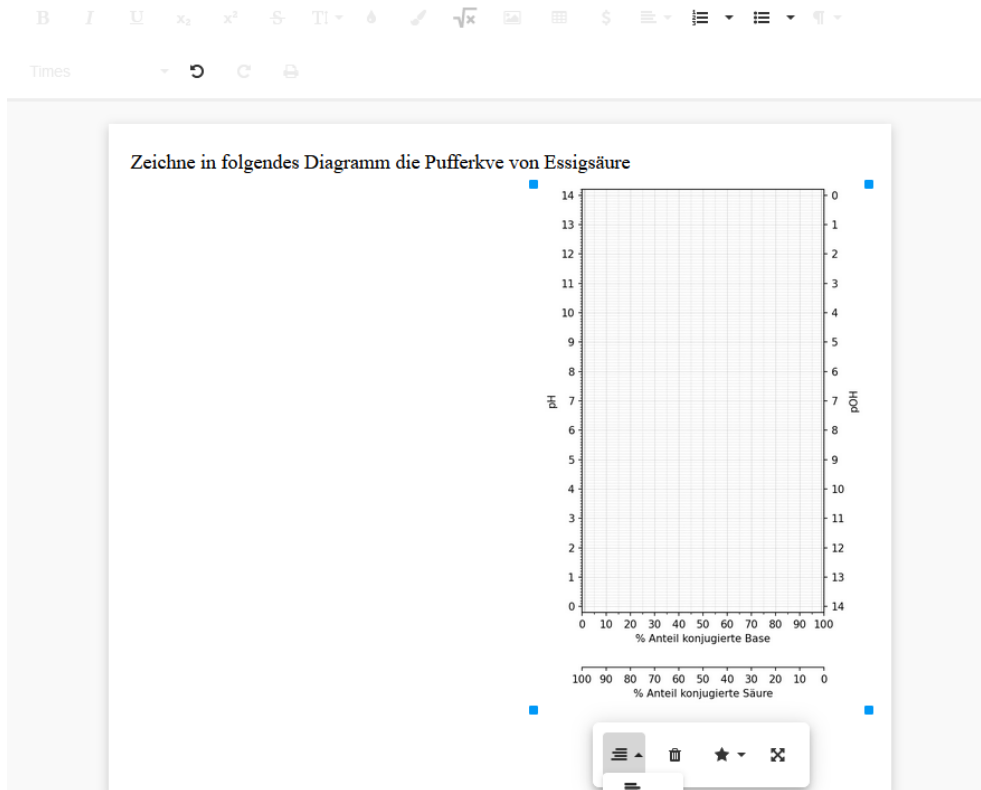 B I U x₂ x² S T! $ ¶
Times
Zeichne in folgendes Diagramm die Pufferkve von Essigsäure
14 0
13 1
12 2
11 3
10 4
9 5
8 6
pH 7 7 pOH
6 8
5 9
4 10
3 11
2 12
1 13
0 14
0 10 20 30 40 50 60 70 80 90 100
% Anteil konjugierte Base
100 90 80 70 60 50 40 30 20 10 0
% Anteil konjugierte Säure